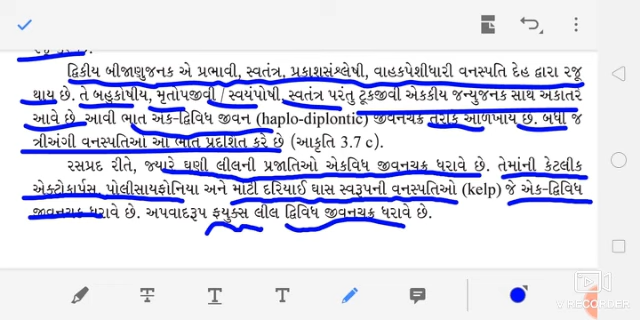 દ્વિકીય બીજાણુજનક એ પ્રભાવી, સ્વતંત્ર, પ્રકાશસંશ્લેષી, વાહકપેશીધારી વનસ્પતિ દેહ દ્વારા રજૂ
થાય છે. તે બહુકોષીય, મૃતોપજીવી / સ્વયંપોષી, સ્વતંત્ર પરંતુ ટૂંકજીવી એકકીય જન્યુજનક સાથે એકાંતરે
આવે છે. આવી ભાત એક-દ્વિવિધ જીવન (haplo-diplontic) જીવનચક્ર તરીકે ઓળખાય છે. બધી જ
ત્રીઅંગી વનસ્પતિઓ આ ભાત પ્રદર્શિત કરે છે (આકૃતિ 3.7 c).
રસપ્રદ રીતે, જ્યારે ઘણી લીલની પ્રજાતિઓ એકવિધ જીવનચક્ર ધરાવે છે. તેમાંની કેટલીક
એક્ટોકાર્પસ, પોલીસાયફોનિયા અને મોટી દરિયાઈ ઘાસ સ્વરૂપની વનસ્પતિઓ (kelp) જે એક-દ્વિવિધ
જીવનચક્ર ધરાવે છે. અપવાદરૂપ ફ્યુક્સ લીલ દ્વિવિધ જીવનચક્ર ધરાવે છે.
V RECORDER